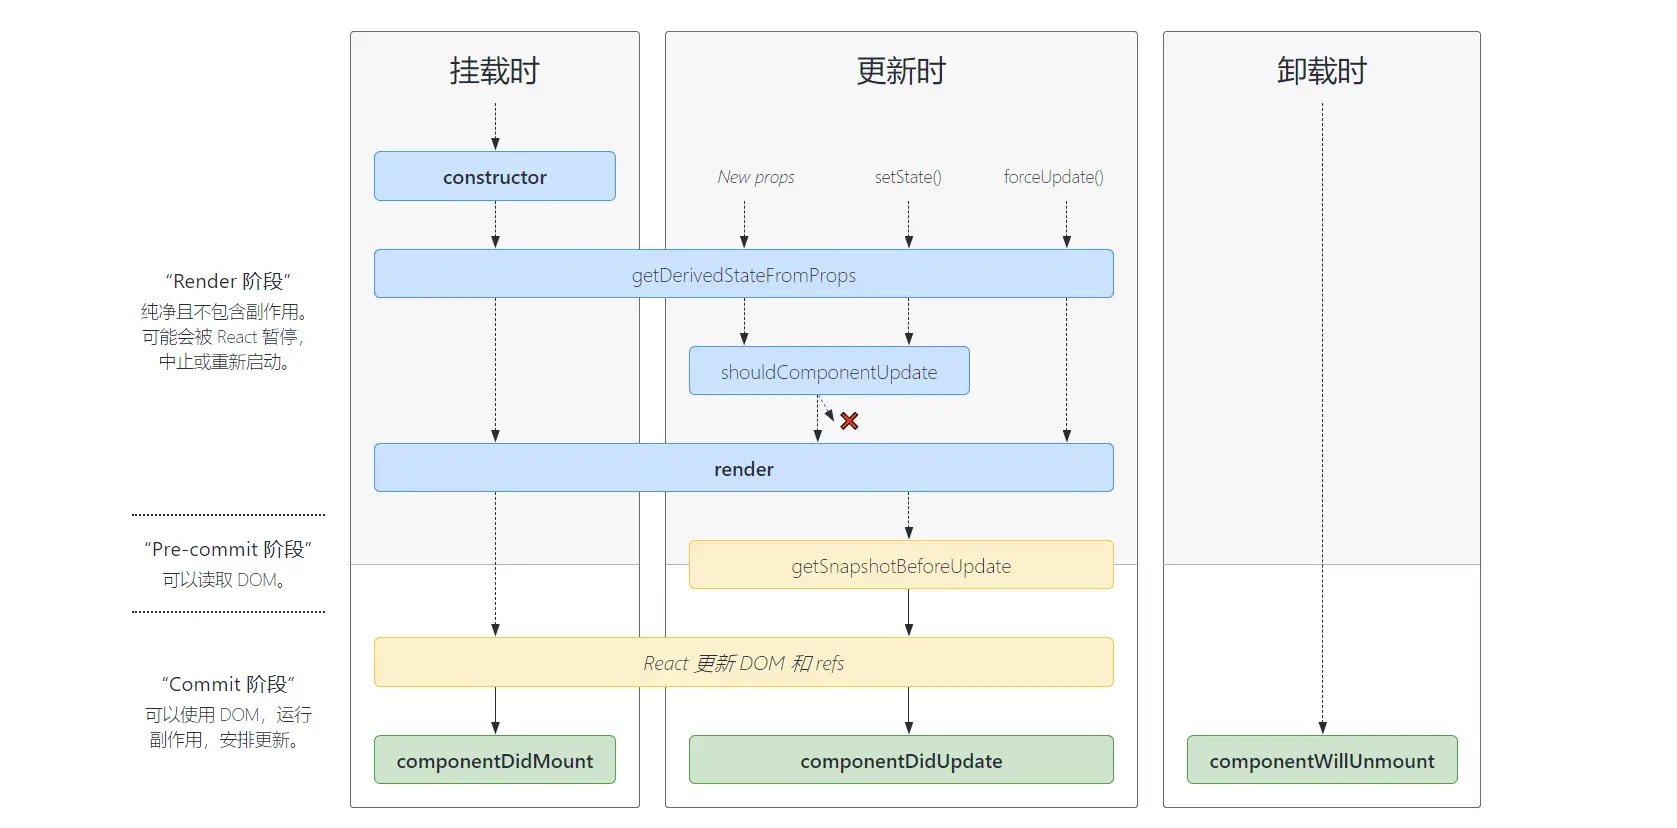 挂载时
更新时
卸载时
constructor
New props
setState()
forceUpdate()
getDerivedStateFromProps
“Render 阶段”
纯净且不包含副作用。
可能会被 React 暂停，
中止或重新启动。
shouldComponentUpdate
render
“Pre-commit 阶段”
可以读取 DOM。
getSnapshotBeforeUpdate
React 更新 DOM 和 refs
“Commit 阶段”
可以使用 DOM，运行
副作用，安排更新。
componentDidMount
componentDidUpdate
componentWillUnmount